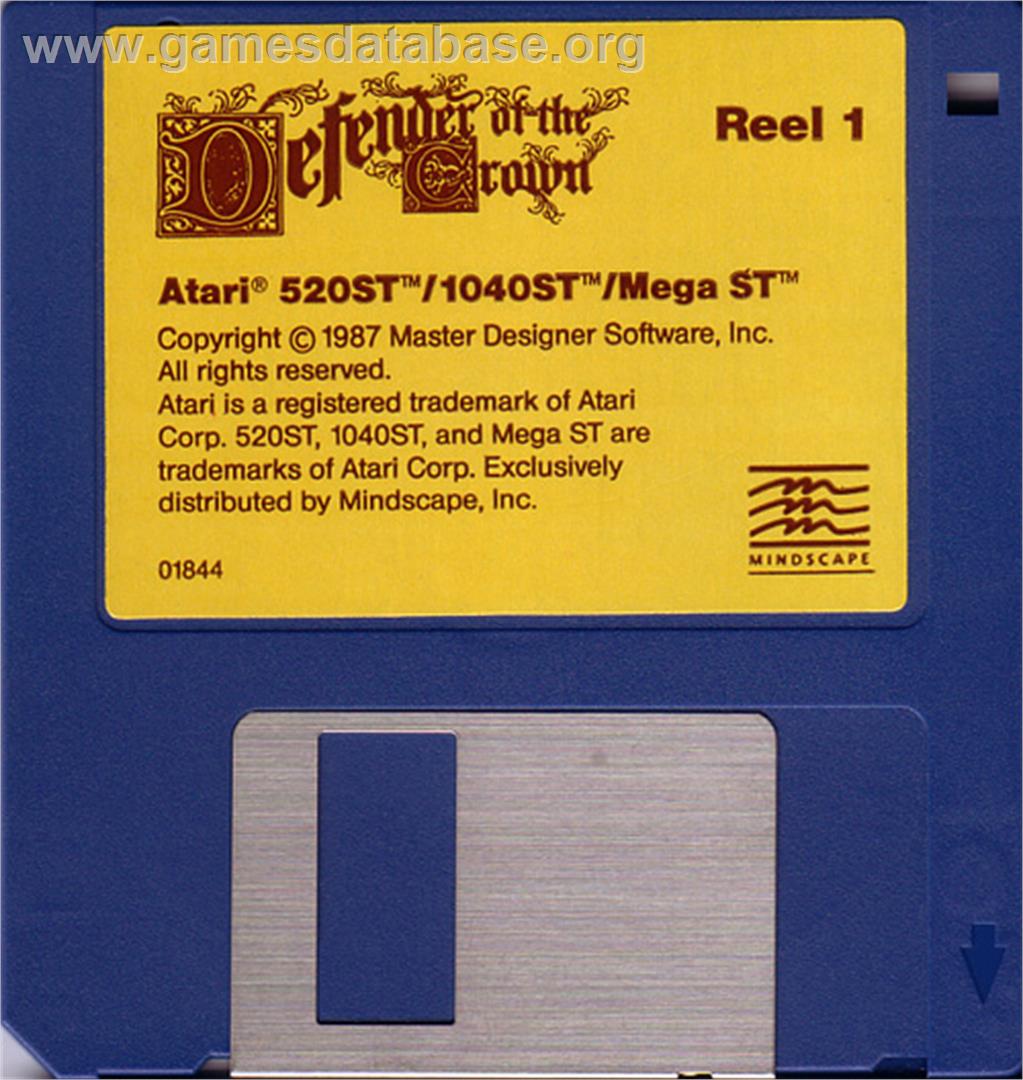 www.gamesdatabase.org
Defender of the Crown
Reel 1
Atari® 520ST™/1040ST™/Mega ST™
Copyright © 1987 Master Designer Software, Inc.
All rights reserved.
Atari is a registered trademark of Atari
Corp. 520ST, 1040ST, and Mega ST are
trademarks of Atari Corp. Exclusively
distributed by Mindscape, Inc.
01844
MINDSCAPE